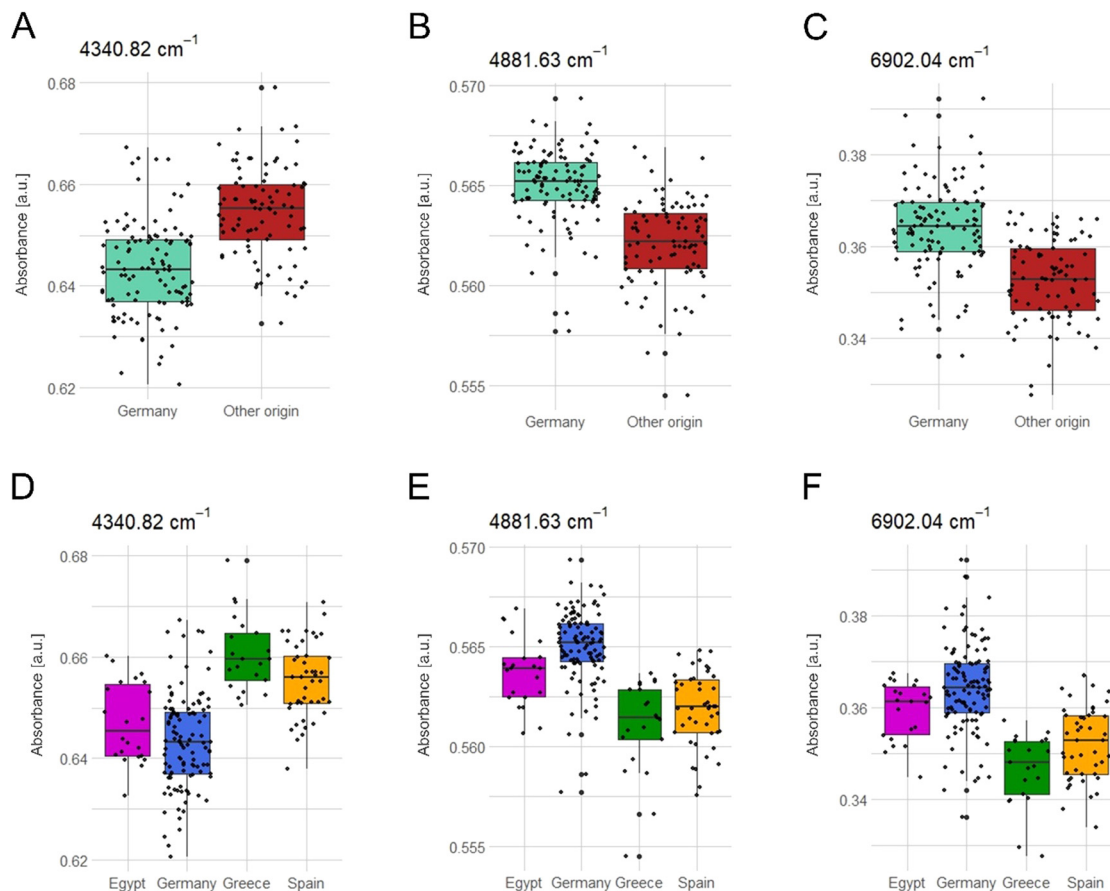 A
4340.82 cm⁻¹
Absorbance [a.u.]
0.68
0.66
0.64
0.62
Germany Other origin
B
4881.63 cm⁻¹
Absorbance [a.u.]
0.570
0.565
0.560
0.555
Germany Other origin
C
6902.04 cm⁻¹
Absorbance [a.u.]
0.38
0.36
0.34
Germany Other origin
D
4340.82 cm⁻¹
Absorbance [a.u.]
0.68
0.66
0.64
0.62
Egypt Germany Greece Spain
E
4881.63 cm⁻¹
Absorbance [a.u.]
0.570
0.565
0.560
0.555
Egypt Germany Greece Spain
F
6902.04 cm⁻¹
Absorbance [a.u.]
0.38
0.36
0.34
Egypt Germany Greece Spain